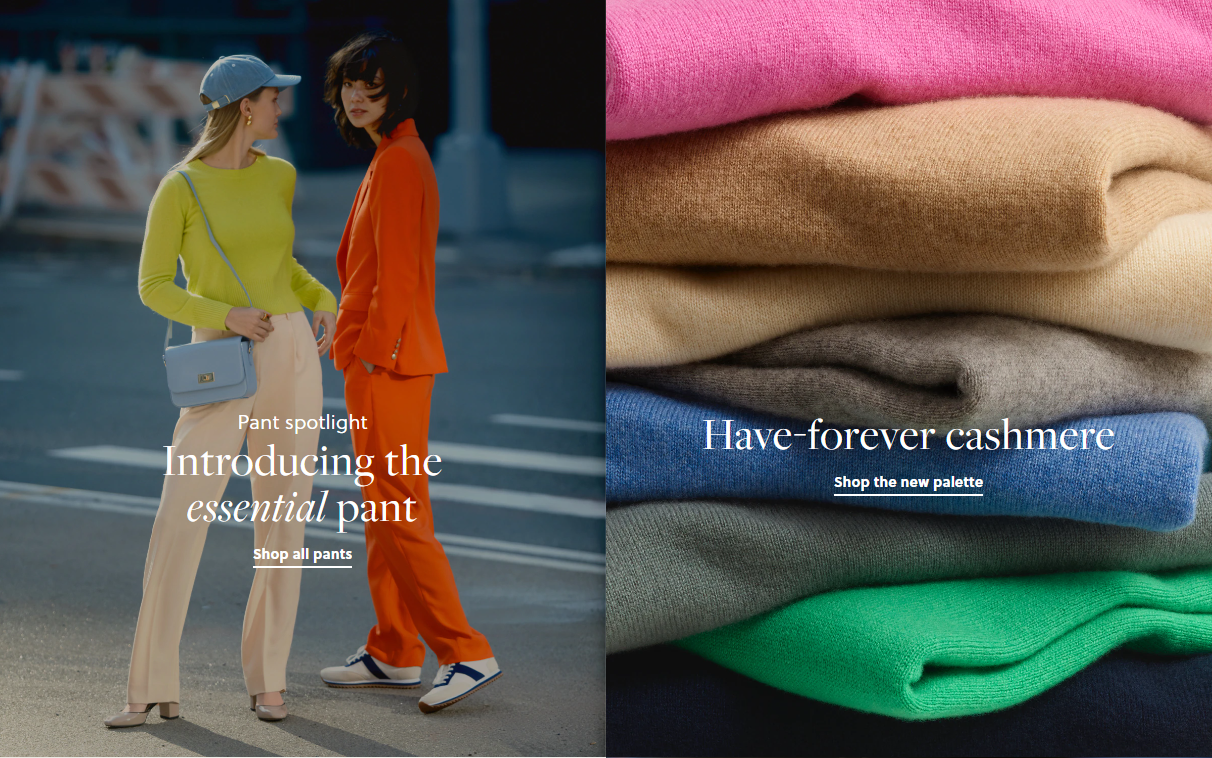 Pant spotlight
Introducing the
essential pant
Shop all pants
Have-forever cashmere
Shop the new palette